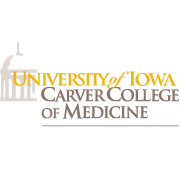 UNIVERSITY of IOWA
CARVER COLLEGE
OF MEDICINE